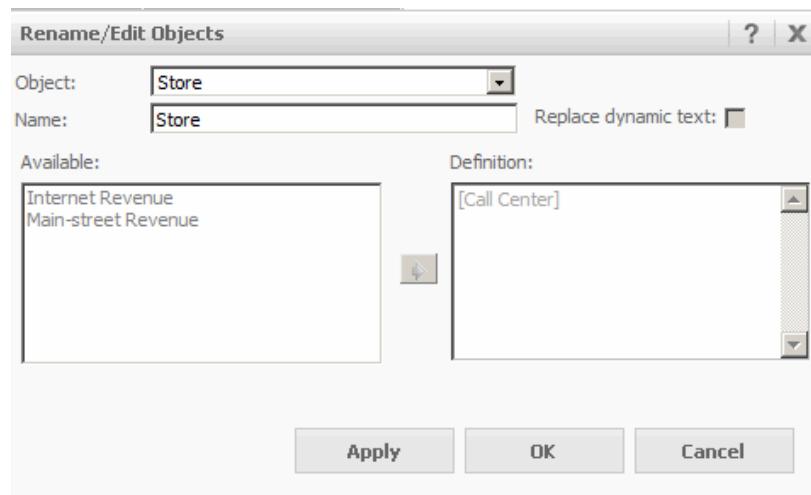 Rename/Edit Objects ? X
Object: Store
Name: Store Replace dynamic text:
Available: Definition:
Internet Revenue [Call Center]
Main-street Revenue
Apply OK Cancel